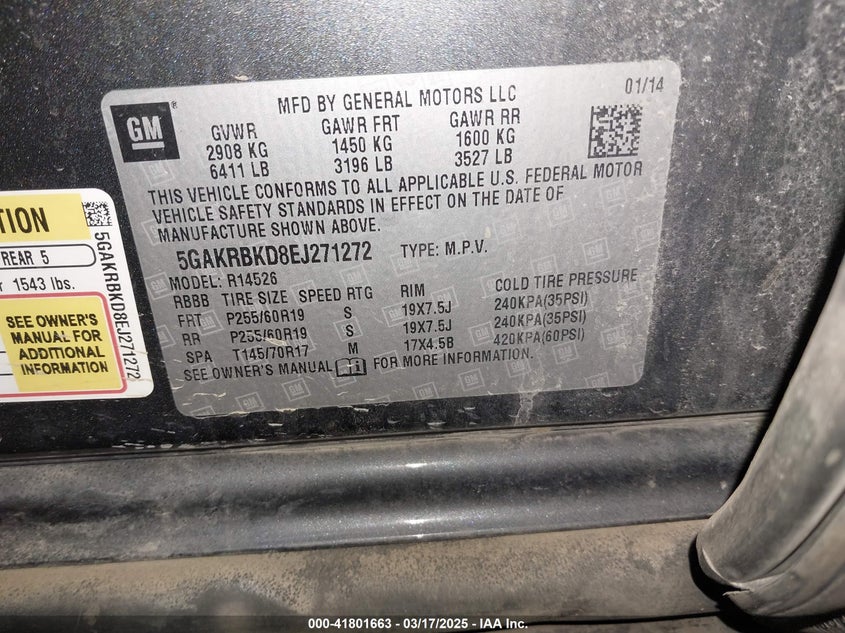 MFD BY GENERAL MOTORS LLC
01/14
GM
®
GVWR GAWR FRT GAWR RR
2908 KG 1450 KG 1600 KG
6411 LB 3196 LB 3527 LB
THIS VEHICLE CONFORMS TO ALL APPLICABLE U.S. FEDERAL MOTOR
VEHICLE SAFETY STANDARDS IN EFFECT ON THE DATE OF
MANUFACTURE SHOWN ABOVE.
5GAKRBKD8EJ271272 TYPE: M.P.V.
MODEL: R14526
RBBB TIRE SIZE SPEED RTG RIM COLD TIRE PRESSURE
FRT P255/60R19 S 19X7.5J 240KPA(35PSI)
RR P255/60R19 S 19X7.5J 240KPA(35PSI)
SPA T145/70R17 M 17X4.5B 420KPA(60PSI)
SEE OWNER'S MANUAL FOR MORE INFORMATION.
REAR 5
1543 lbs.
SEE OWNER'S
MANUAL FOR
ADDITIONAL
INFORMATION
5GAKRBKD8EJ271272
000-41801663 - 03/17/2025 - IAA Inc.